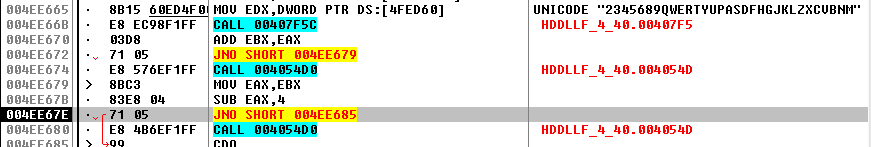 004EE665 · 8B15 60ED4F00 MOV EDX,DWORD PTR DS:[4FED60] UNICODE "2345689QWERTYUPASDFHGJKLZXCVBNM"
004EE66B · E8 EC98F1FF CALL 00407F5C HDDLLF_4_40.00407F5
004EE670 · 03D8 ADD EBX,EAX
004EE672 · 71 05 JNO SHORT 004EE679
004EE674 · E8 576EF1FF CALL 004054D0 HDDLLF_4_40.004054D
004EE679 > 8BC3 MOV EAX,EBX
004EE67B · 83E8 04 SUB EAX,4
004EE67E · 71 05 JNO SHORT 004EE685
004EE680 · E8 4B6EF1FF CALL 004054D0 HDDLLF_4_40.004054D
004EE685 > 99 CDQ